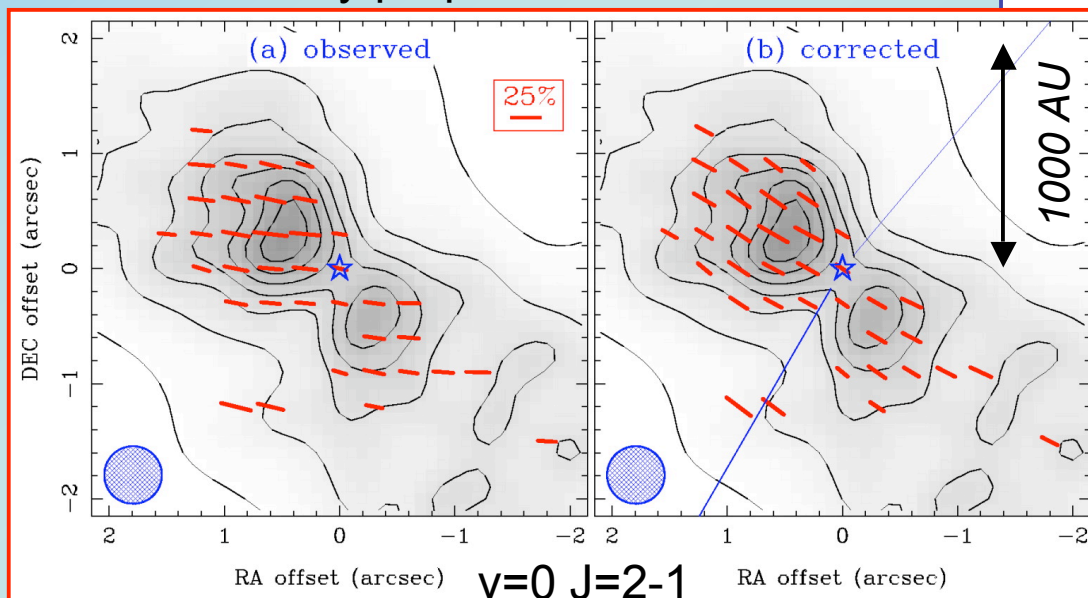 (a) observed
(b) corrected
25%
1000 AU
DEC offset (arcsec)
2
1
0
-1
-2
2
1
0
-1
-2
2
1
0
-1
-2
RA offset (arcsec)
RA offset (arcsec)
v=0 J=2-1